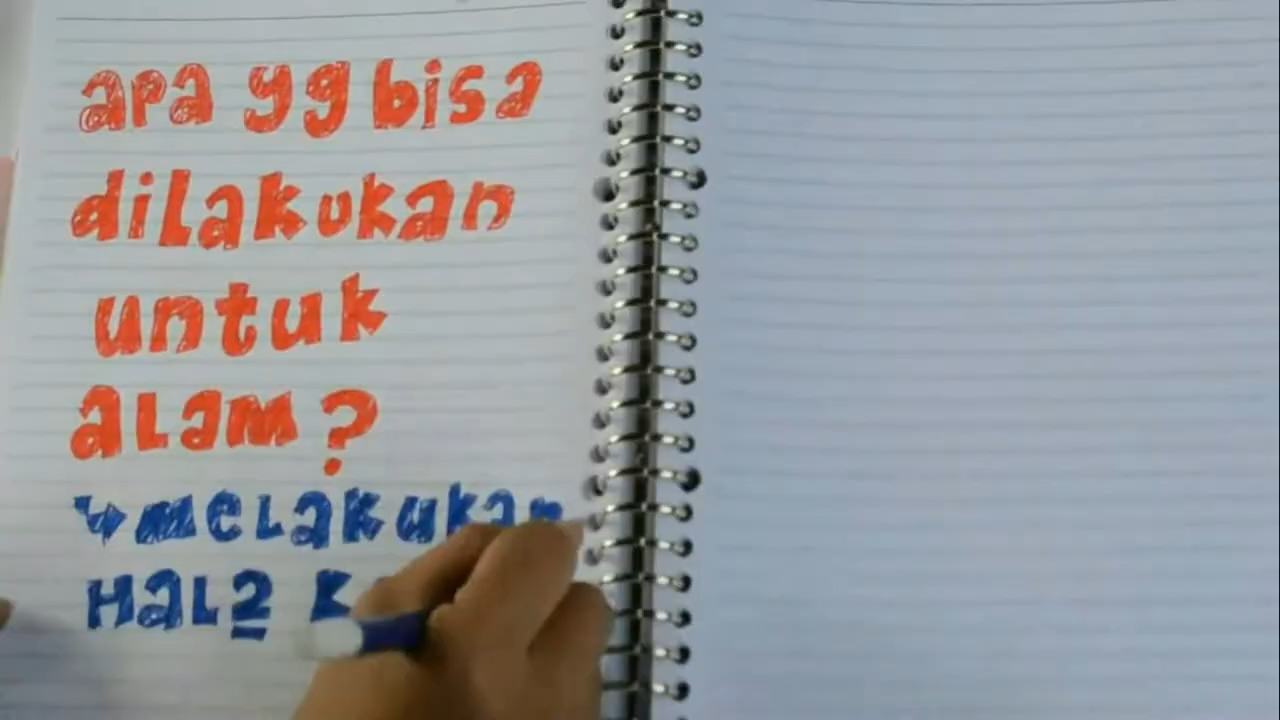 apa yg bisa
dilakukan
untuk
alam?
↳ melakukan
Hal2